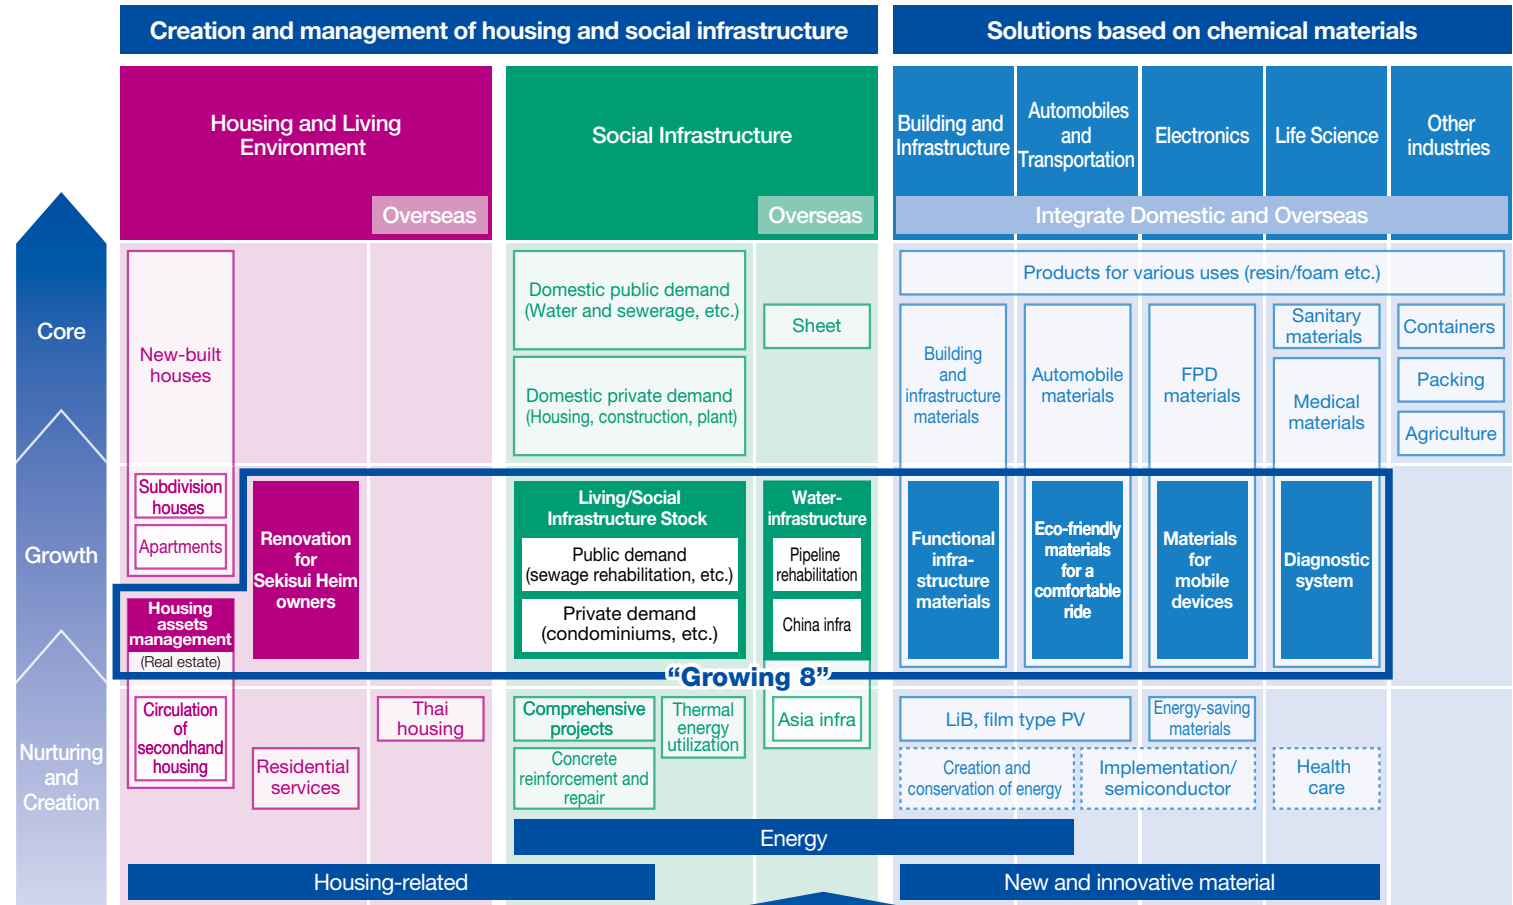 Creation and management of housing and social infrastructure
Solutions based on chemical materials
Housing and Living
Environment
Overseas
Social Infrastructure
Overseas
Building and
Infrastructure
Automobiles
and
Transportation
Electronics
Life Science
Other
industries
Integrate Domestic and Overseas
Core
New-built
houses
Domestic public demand
(Water and sewerage, etc.)
Domestic private demand
(Housing, construction, plant)
Sheet
Products for various uses (resin/foam etc.)
Building
and
infrastructure
materials
Automobile
materials
FPD
materials
Sanitary
materials
Medical
materials
Containers
Packing
Agriculture
Growth
Subdivision
houses
Apartments
Housing
assets
management
(Real estate)
Renovation
for
Sekisui Heim
owners
Living/Social
Infrastructure Stock
Public demand
(sewage rehabilitation, etc.)
Private demand
(condominiums, etc.)
Water-
infrastructure
Pipeline
rehabilitation
China infra
Functional
infra-
structure
materials
Eco-friendly
materials
for a
comfortable
ride
Materials
for
mobile
devices
Diagnostic
system
“Growing 8”
Nurturing
and
Creation
Circulation
of
secondhand
housing
Residential
services
Thai
housing
Comprehensive
projects
Concrete
reinforcement and
repair
Thermal
energy
utilization
Asia infra
LiB, film type PV
Energy-saving
materials
Creation and
conservation of energy
Implementation/
semiconductor
Health
care
Energy
Housing-related
New and innovative material